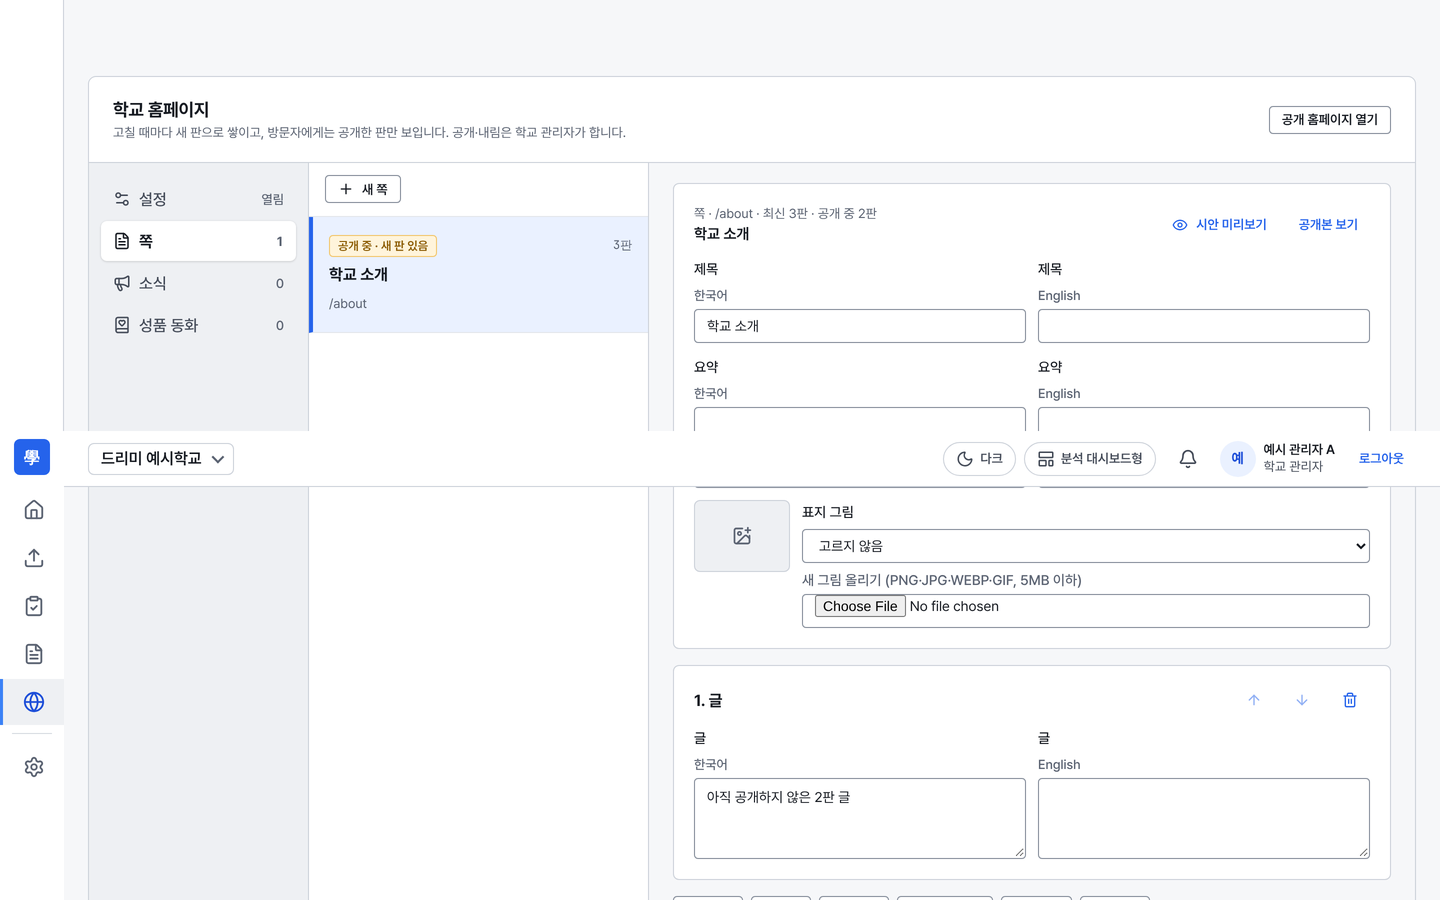 학교 홈페이지
고칠 때마다 새 판으로 쌓이고, 방문자에게는 공개한 판만 보입니다. 공개·내림은 학교 관리자가 합니다.
공개 홈페이지 열기
설정 열림
쪽 1
소식 0
성품 동화 0
새 쪽
공개 중 · 새 판 있음 3판
학교 소개
/about
쪽 · /about · 최신 3판 · 공개 중 2판
학교 소개
시안 미리보기
공개본 보기
제목 제목
한국어 English
학교 소개
요약 요약
한국어 English
學
드리미 예시학교
다크
분석 대시보드형
예
예시 관리자 A
학교 관리자
로그아웃
표지 그림
고르지 않음
새 그림 올리기 (PNG·JPG·WEBP·GIF, 5MB 이하)
Choose File No file chosen
1. 글
글 글
한국어 English
아직 공개하지 않은 2판 글